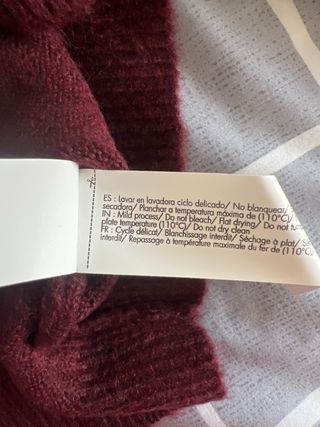 ES : Lavar en lavadora ciclo delicado/ No blanquear/
secadora/ Planchar a temperatura máxima de (110°C)/
IN : Mild process/ Do not bleach/ Flat drying/ Do not tum
plate temperature (110°C)/ Do not dry clean
FR : Cycle délicat/ Blanchissage interdit/ Séchage à plat/ Sé
interdit/ Repassage à température maximale du fer de (110°C)